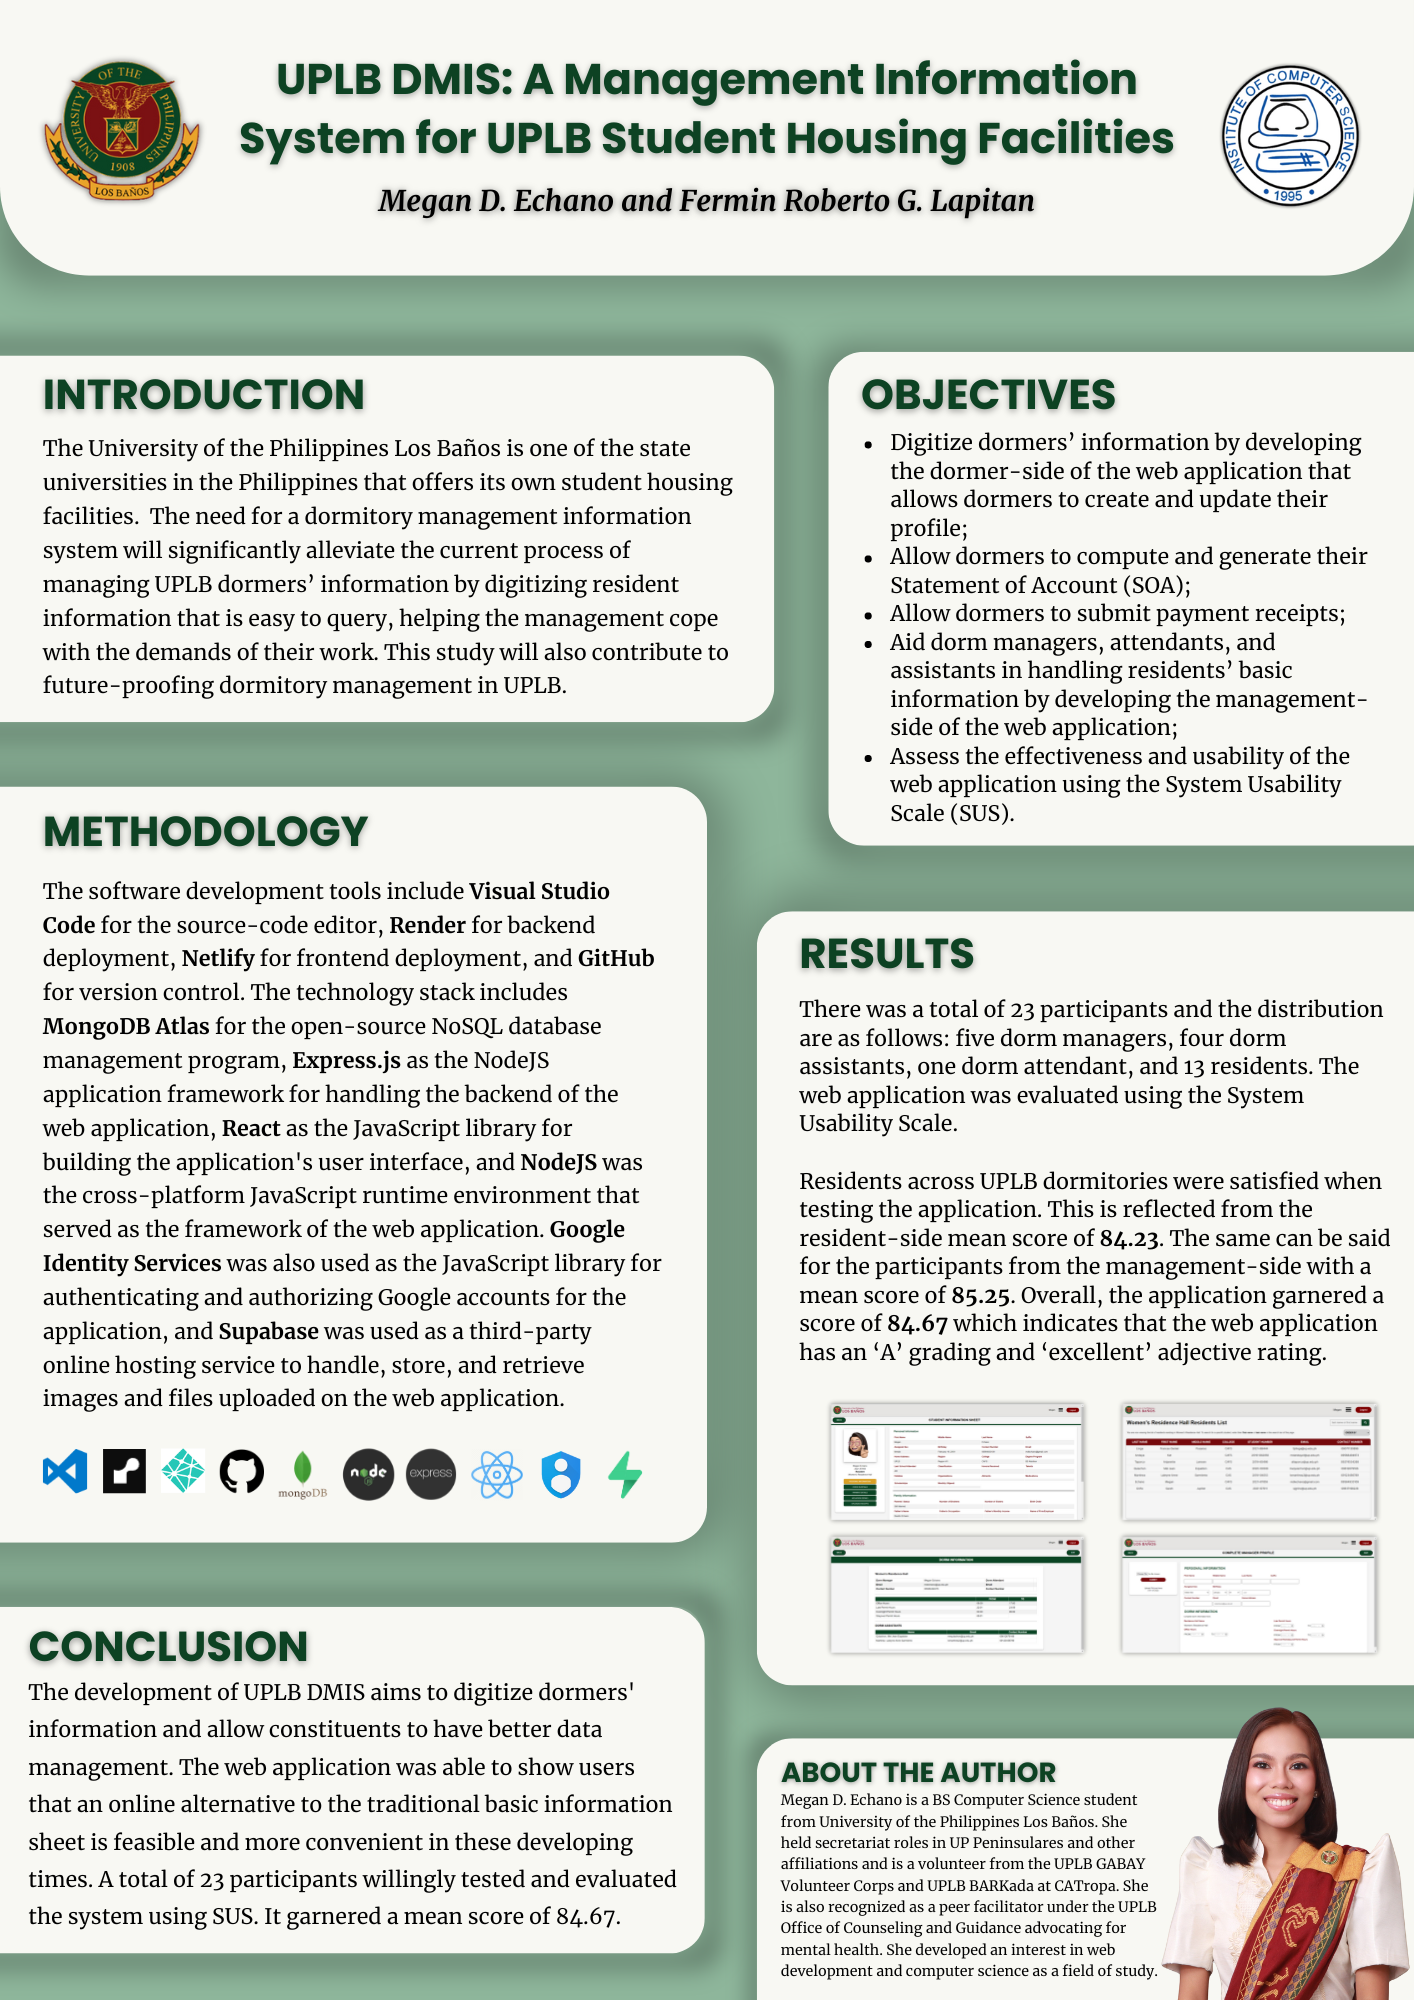 UNIVERSITY OF THE PHILIPPINES
1908
LOS BAÑOS
UPLB DMIS: A Management Information
System for UPLB Student Housing Facilities
Megan D. Echano and Fermin Roberto G. Lapitan
INSTITUTE OF COMPUTER SCIENCE
• 1995 •
INTRODUCTION
The University of the Philippines Los Baños is one of the state
universities in the Philippines that offers its own student housing
facilities.  The need for a dormitory management information
system will significantly alleviate the current process of
managing UPLB dormers’ information by digitizing resident
information that is easy to query, helping the management cope
with the demands of their work. This study will also contribute to
future-proofing dormitory management in UPLB.
OBJECTIVES
• Digitize dormers’ information by developing
the dormer-side of the web application that
allows dormers to create and update their
profile;
• Allow dormers to compute and generate their
Statement of Account (SOA);
• Allow dormers to submit payment receipts;
• Aid dorm managers, attendants, and
assistants in handling residents’ basic
information by developing the management-
side of the web application;
• Assess the effectiveness and usability of the
web application using the System Usability
Scale (SUS).
METHODOLOGY
The software development tools include Visual Studio
Code for the source-code editor, Render for backend
deployment, Netlify for frontend deployment, and GitHub
for version control. The technology stack includes
MongoDB Atlas for the open-source NoSQL database
management program, Express.js as the NodeJS
application framework for handling the backend of the
web application, React as the JavaScript library for
building the application's user interface, and NodeJS was
the cross-platform JavaScript runtime environment that
served as the framework of the web application. Google
Identity Services was also used as the JavaScript library for
authenticating and authorizing Google accounts for the
application, and Supabase was used as a third-party
online hosting service to handle, store, and retrieve
images and files uploaded on the web application.
mongoDB
node
express
RESULTS
There was a total of 23 participants and the distribution
are as follows: five dorm managers, four dorm
assistants, one dorm attendant, and 13 residents. The
web application was evaluated using the System
Usability Scale.
Residents across UPLB dormitories were satisfied when
testing the application. This is reflected from the
resident-side mean score of 84.23. The same can be said
for the participants from the management-side with a
mean score of 85.25. Overall, the application garnered a
score of 84.67 which indicates that the web application
has an ‘A’ grading and ‘excellent’ adjective rating.
STUDENT INFORMATION SHEET
Women's Residence Hall Residents List
DORM INFORMATION
COMPLETE MANAGER PROFILE
CONCLUSION
The development of UPLB DMIS aims to digitize dormers'
information and allow constituents to have better data
management. The web application was able to show users
that an online alternative to the traditional basic information
sheet is feasible and more convenient in these developing
times. A total of 23 participants willingly tested and evaluated
the system using SUS. It garnered a mean score of 84.67.
ABOUT THE AUTHOR
Megan D. Echano is a BS Computer Science student
from University of the Philippines Los Baños. She
held secretariat roles in UP Peninsulares and other
affiliations and is a volunteer from the UPLB GABAY
Volunteer Corps and UPLB BARKada at CATropa. She
is also recognized as a peer facilitator under the UPLB
Office of Counseling and Guidance advocating for
mental health. She developed an interest in web
development and computer science as a field of study.